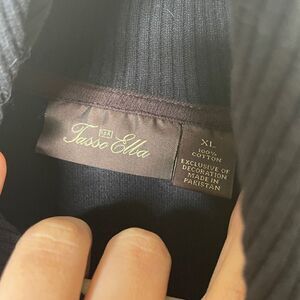 Tasso Elba
XL
100%
COTTON
EXCLUSIVE OF
DECORATION
MADE IN
PAKISTAN